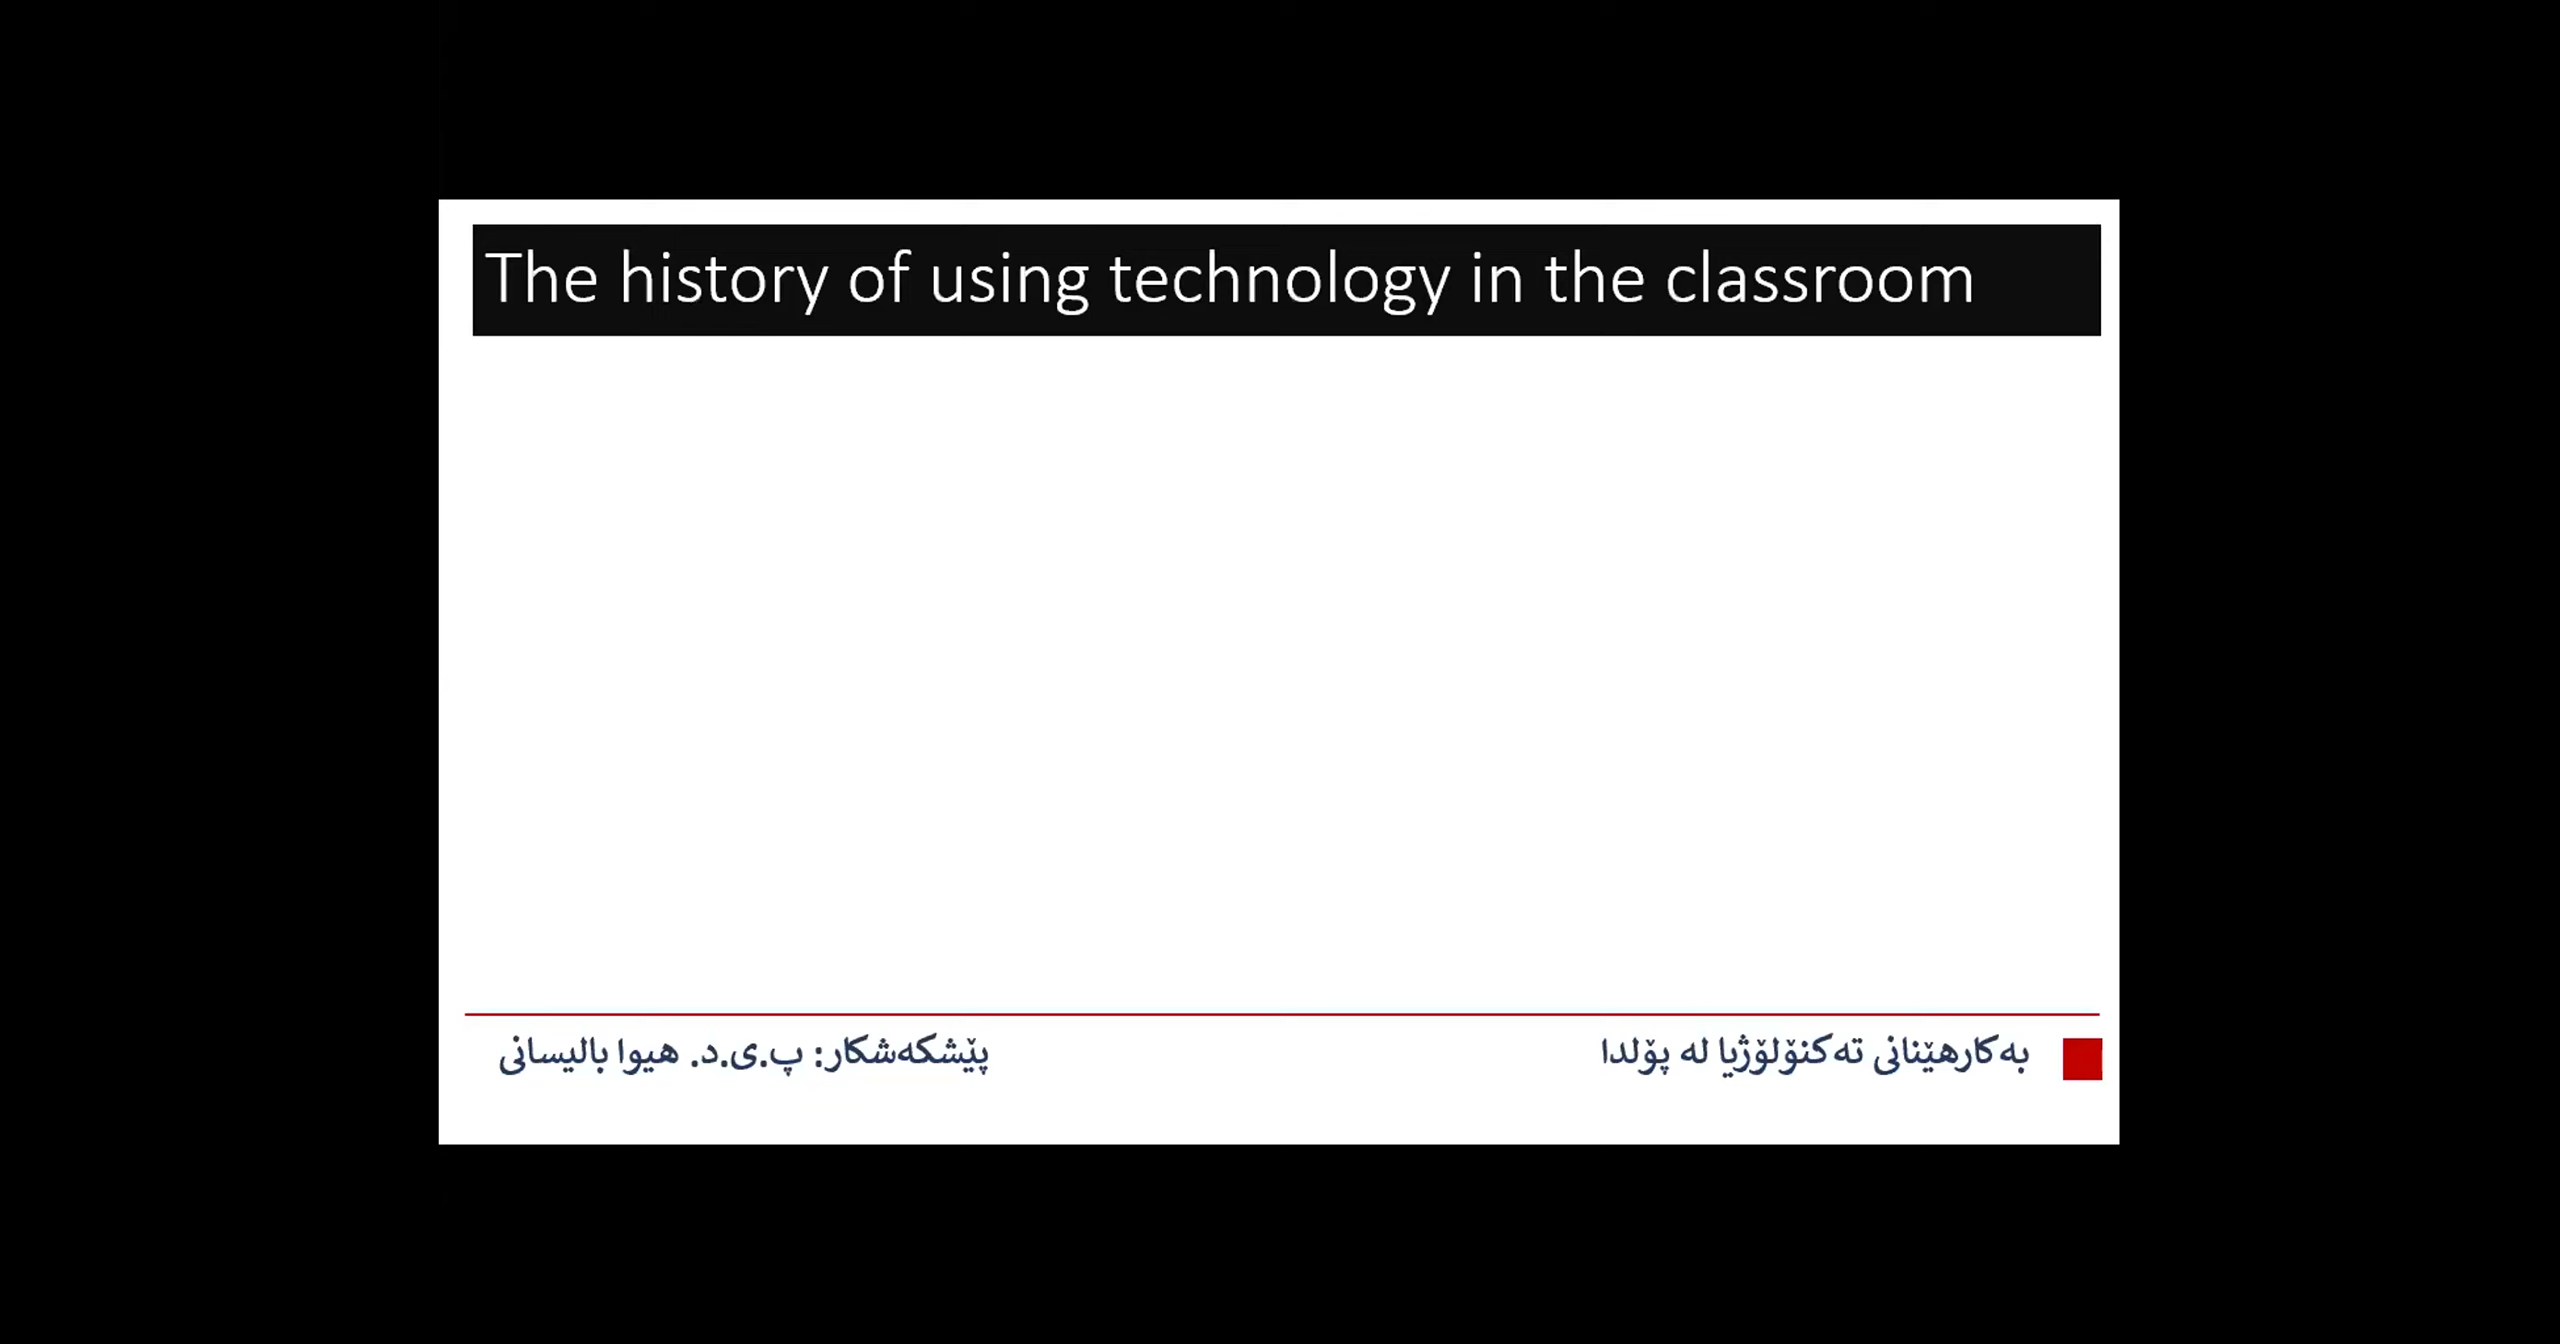 The history of using technology in the classroom
بەکارهێنانی تەکنۆلۆژیا لە پۆلدا
پێشکەشکار: پ.ی.د. هیوا بالیسانی